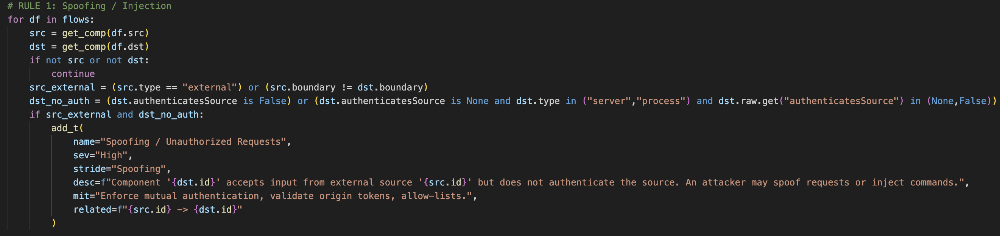 # RULE 1: Spoofing / Injection
for df in flows:
    src = get_comp(df.src)
    dst = get_comp(df.dst)
    if not src or not dst:
        continue
    src_external = (src.type == "external") or (src.boundary != dst.boundary)
    dst_no_auth = (dst.authenticatesSource is False) or (dst.authenticatesSource is None and dst.type in ("server","process") and dst.raw.get("authenticatesSource") in (None,False))
    if src_external and dst_no_auth:
        add_t(
            name="Spoofing / Unauthorized Requests",
            sev="High",
            stride="Spoofing",
            desc=f"Component '{dst.id}' accepts input from external source '{src.id}' but does not authenticate the source. An attacker may spoof requests or inject commands.",
            mit="Enforce mutual authentication, validate origin tokens, allow-lists.",
            related=f"{src.id} -> {dst.id}"
        )